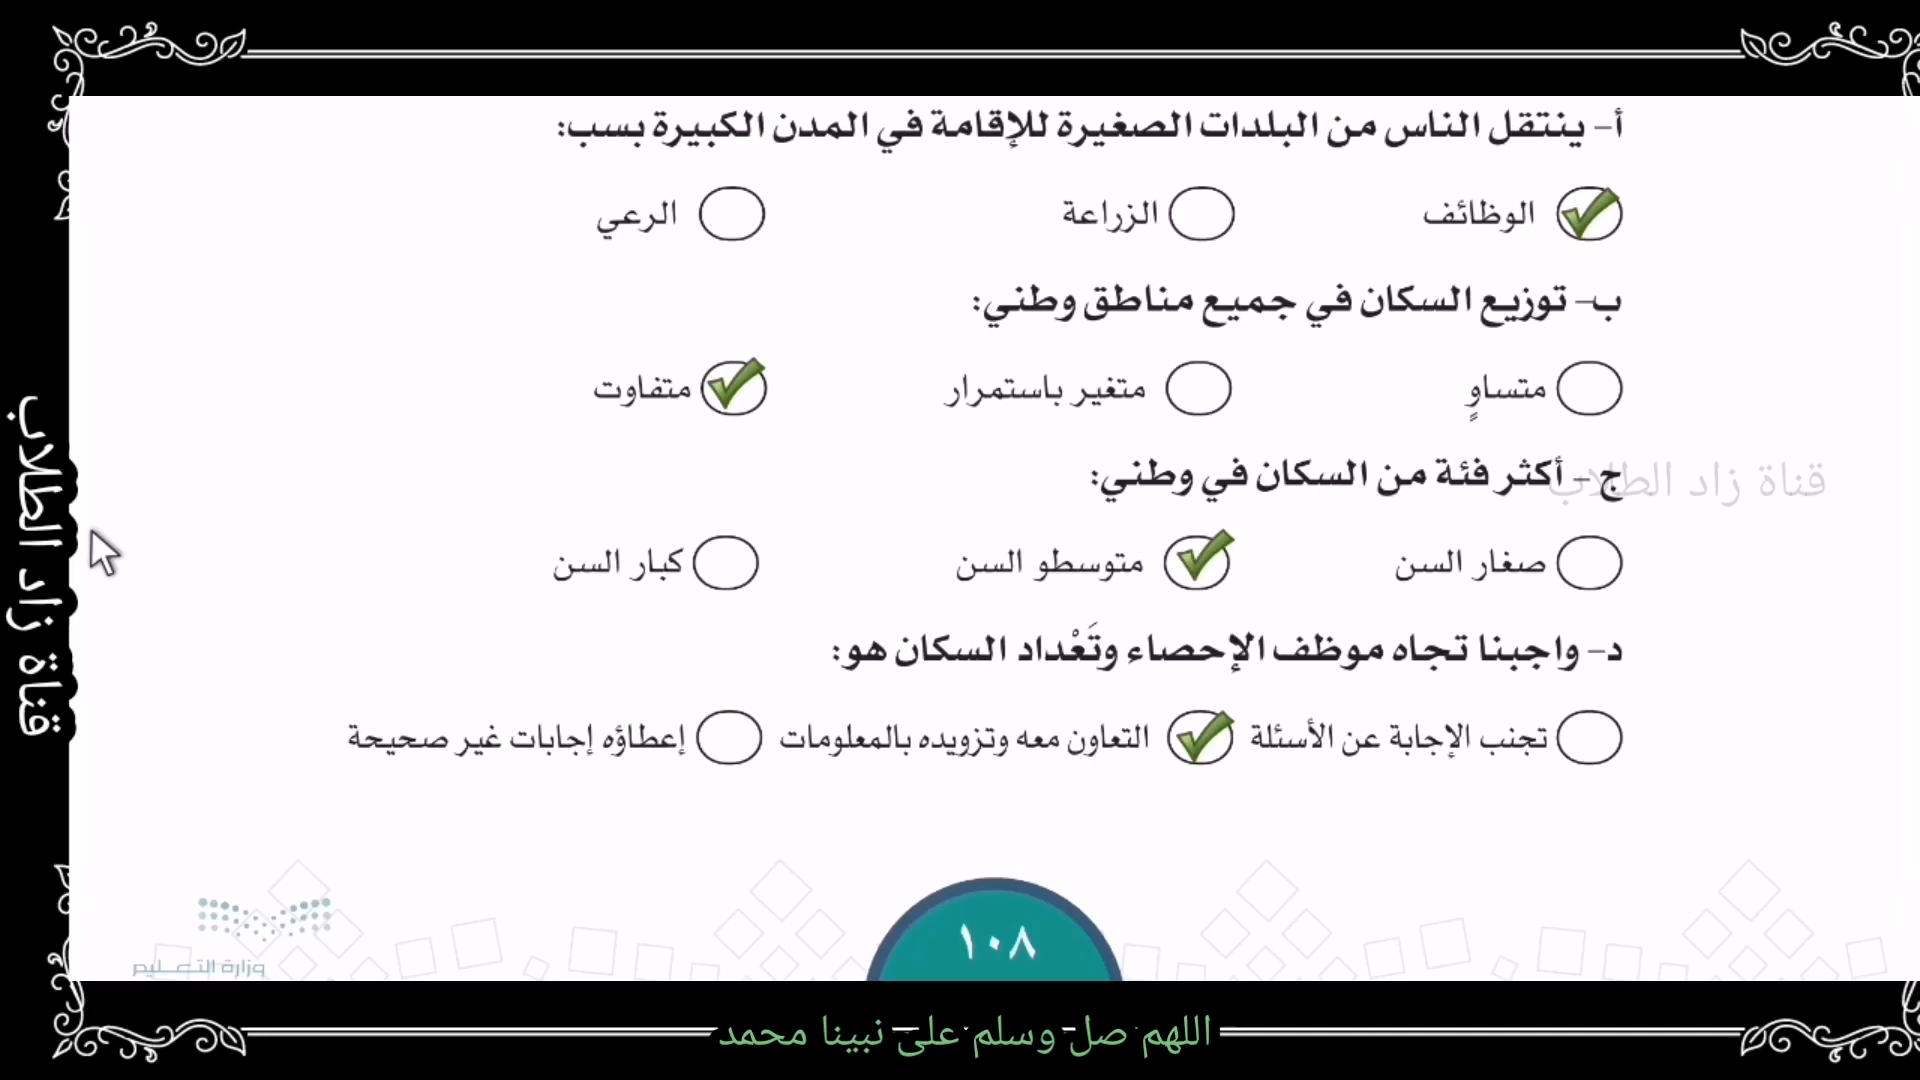 أ- ينتقل الناس من البلدات الصغيرة للإقامة في المدن الكبيرة بسبب:
الوظائف الزراعة الرعي
ب- توزيع السكان في جميع مناطق وطني:
متساوٍ متغير باستمرار متفاوت
ج- أكثر فئة من السكان في وطني:
قناة زاد الطلاب
صغار السن متوسطو السن كبار السن
د- واجبنا تجاه موظف الإحصاء وتَعْداد السكان هو:
تجنب الإجابة عن الأسئلة التعاون معه وتزويده بالمعلومات إعطاؤه إجابات غير صحيحة
قناة زاد الطلاب
١٠٨
وزارة التعليم
اللهم صل وسلم على نبينا محمد